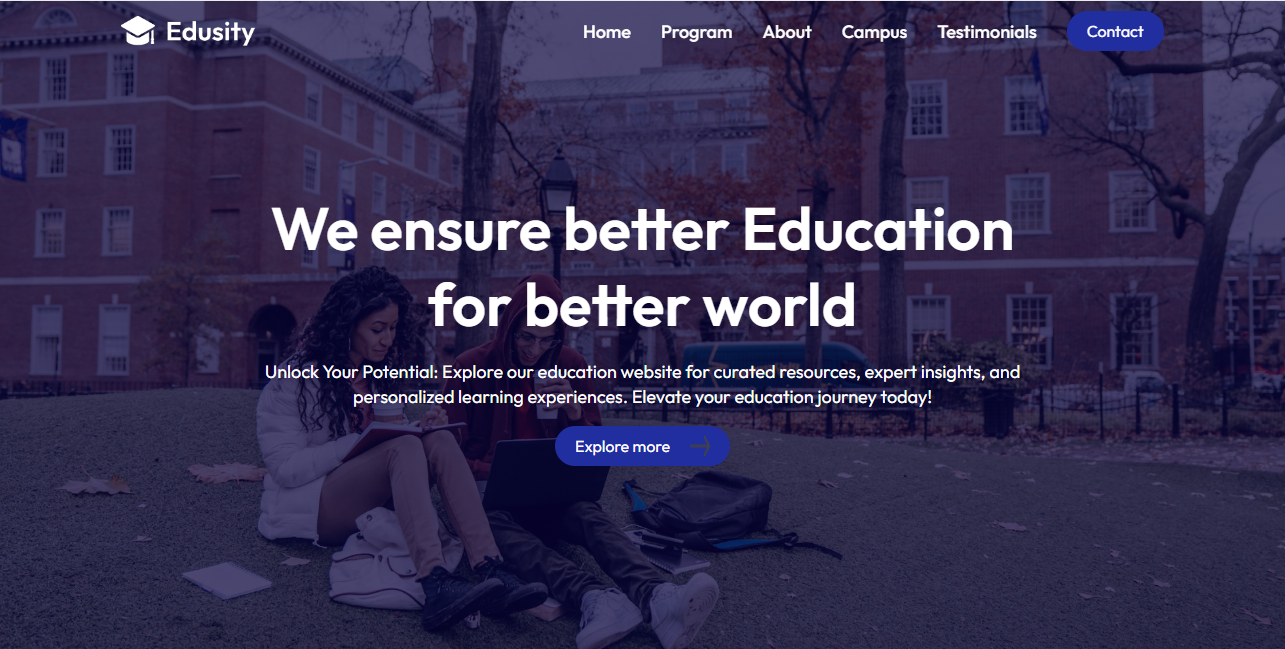 Edusity
Home Program About Campus Testimonials Contact
We ensure better Education
for better world
Unlock Your Potential: Explore our education website for curated resources, expert insights, and
personalized learning experiences. Elevate your education journey today!
Explore more